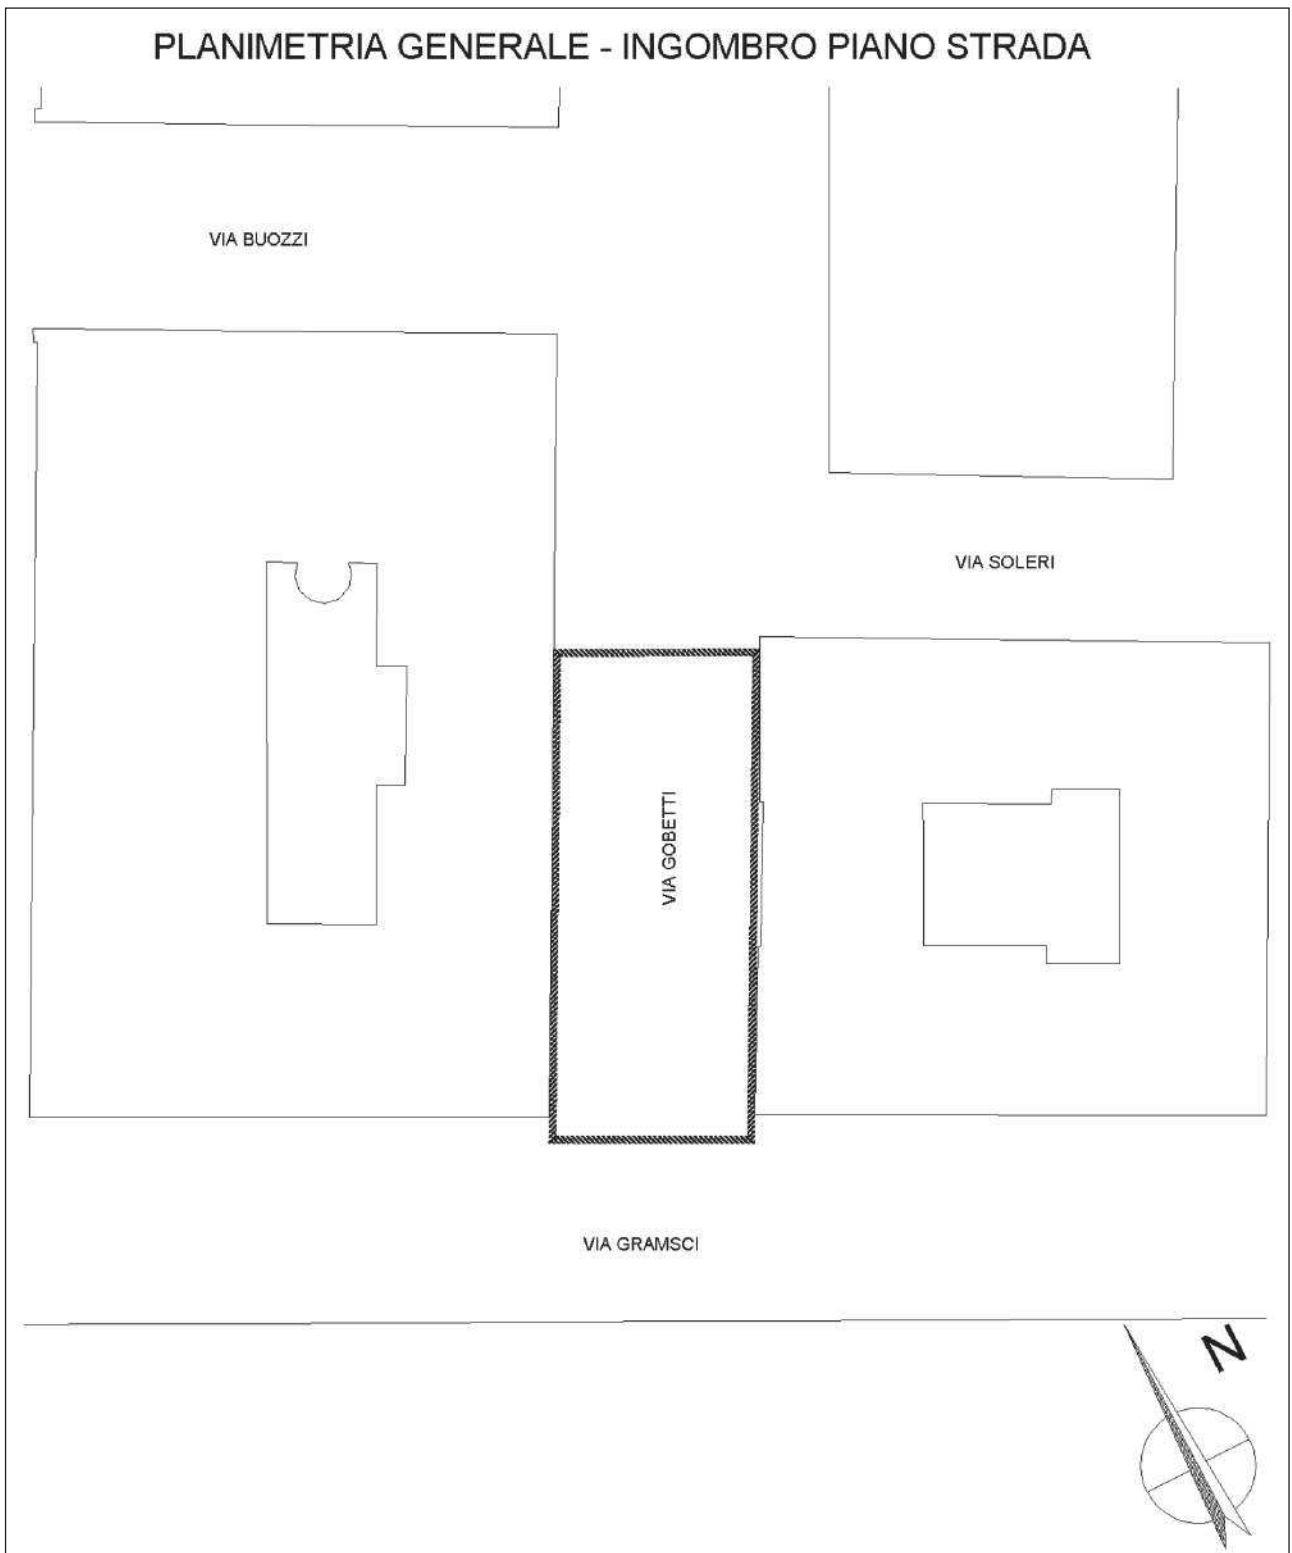 PLANIMETRIA GENERALE - INGOMBRO PIANO STRADA
VIA BUOZZI
VIA SOLERI
VIA GOBETTI
VIA GRAMSCI
N